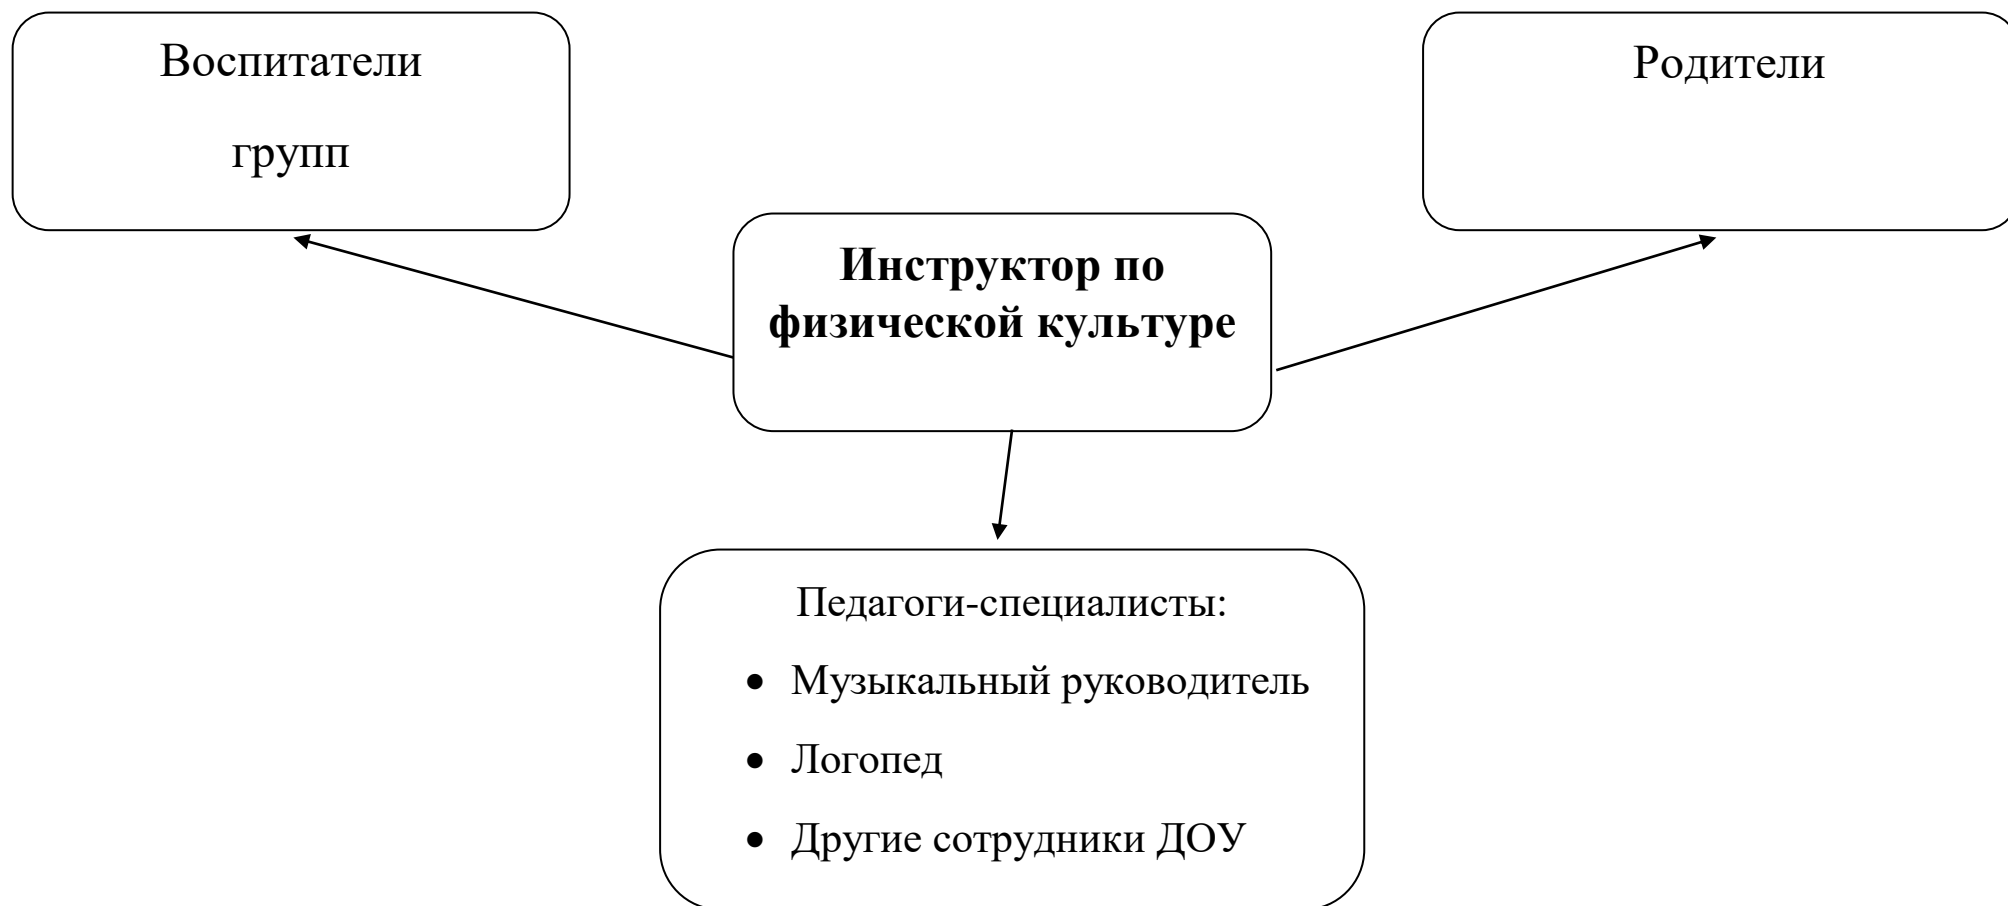 Воспитатели
групп
Родители
Инструктор по
физической культуре
Педагоги-специалисты:
• Музыкальный руководитель
• Логопед
• Другие сотрудники ДОУ